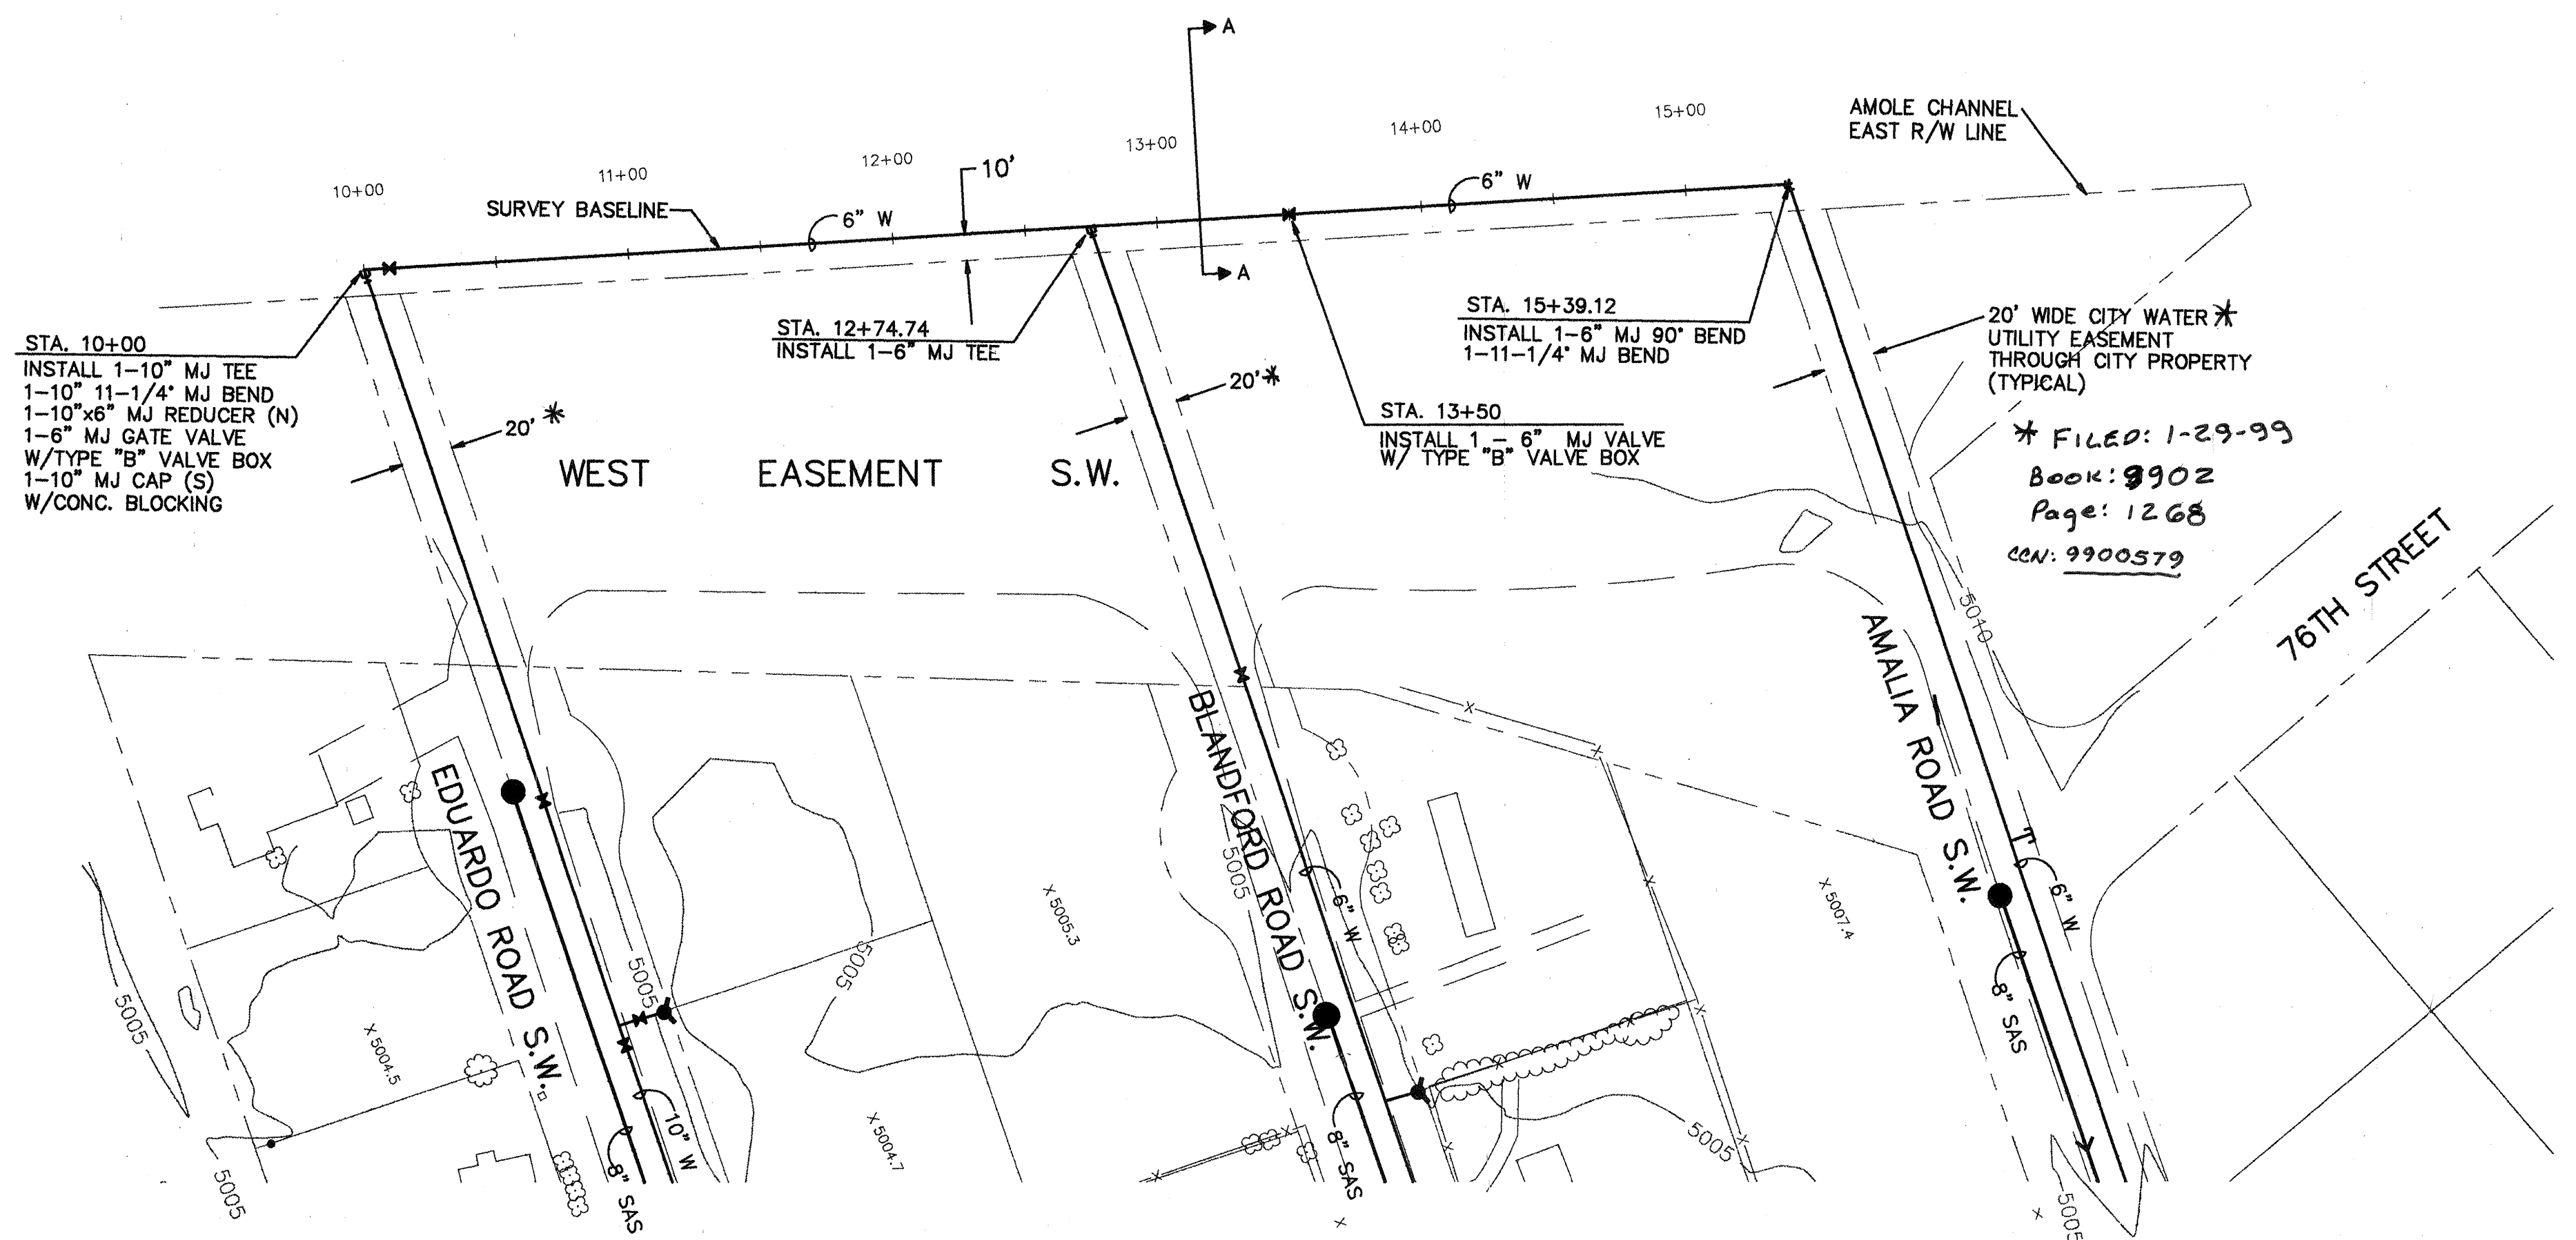 A
AMOLE CHANNEL
EAST R/W LINE
15+00
14+00
13+00
12+00
11+00
10+00
10'
6" W
SURVEY BASELINE
6" W
A
STA. 10+00
INSTALL 1-10" MJ TEE
1-10" 11-1/4° MJ BEND
1-10"x6" MJ REDUCER (N)
1-6" MJ GATE VALVE
W/TYPE "B" VALVE BOX
1-10" MJ CAP (S)
W/CONC. BLOCKING
STA. 12+74.74
INSTALL 1-6" MJ TEE
STA. 15+39.12
INSTALL 1-6" MJ 90° BEND
1-11-1/4° MJ BEND
20' WIDE CITY WATER *
UTILITY EASEMENT
THROUGH CITY PROPERTY
(TYPICAL)
20' *
20'*
STA. 13+50
INSTALL 1 - 6" MJ VALVE
W/ TYPE "B" VALVE BOX
* FILED: 1-29-99
Book: 9902
Page: 1268
CCN: 9900579
WEST EASEMENT S.W.
76TH STREET
5010
AMALIA ROAD S.W.
BLANDFORD ROAD S.W.
EDUARDO ROAD S.W.
5005
6" W
x 5005.3
x 5007.4
6" W
5005
5005
5005
8" SAS
x 5004.5
10" W
8" SAS
x 5004.7
8" SAS
5005
5005
5005